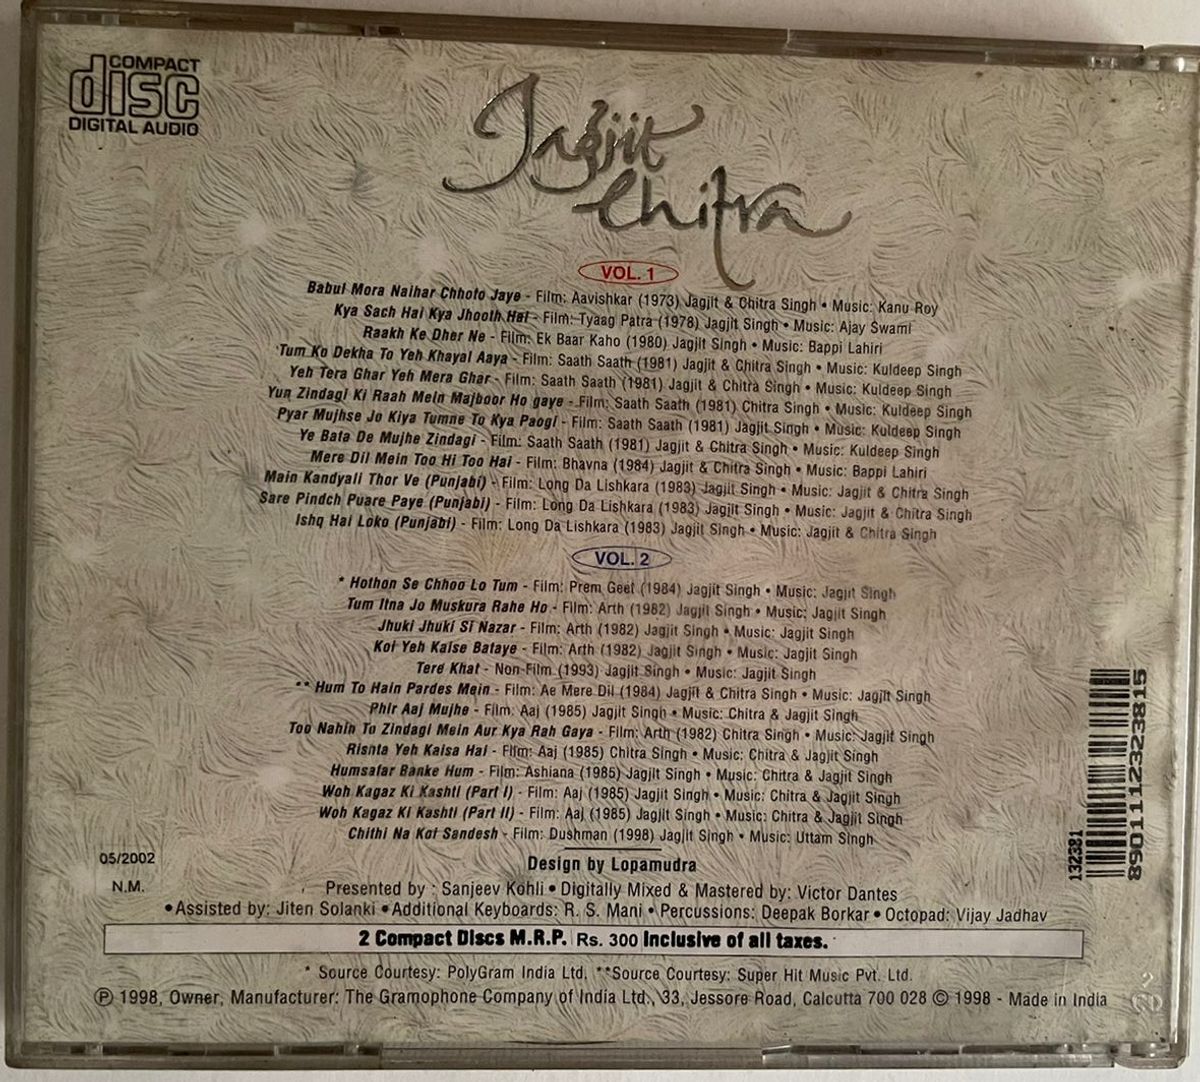 COMPACT
disc
DIGITAL AUDIO
Jagjit
Chitra
VOL. 1
Babul Mora Naihar Chhoto Jaye - Film: Aavishkar (1973) Jagjit & Chitra Singh • Music: Kanu Roy
Kya Sach Hai Kya Jhooth Hai - Film: Tyaag Patra (1978) Jagjit Singh • Music: Ajay Swami
Raakh Ke Dher Ne - Film: Ek Baar Kaho (1980) Jagjit Singh • Music: Bappi Lahiri
Tum Ko Dekha To Yeh Khayal Aaya - Film: Saath Saath (1981) Jagjit & Chitra Singh • Music: Kuldeep Singh
Yeh Tera Ghar Yeh Mera Ghar - Film: Saath Saath (1981) Jagjit & Chitra Singh • Music: Kuldeep Singh
Yun Zindagi Ki Raah Mein Majboor Ho gaye - Film: Saath Saath (1981) Chitra Singh • Music: Kuldeep Singh
Pyar Mujhse Jo Kiya Tumne To Kya Paogi - Film: Saath Saath (1981) Jagjit Singh • Music: Kuldeep Singh
Ye Bata De Mujhe Zindagi - Film: Saath Saath (1981) Jagjit & Chitra Singh • Music: Kuldeep Singh
Mere Dil Mein Too Hi Too Hai - Film: Bhavna (1984) Jagjit & Chitra Singh • Music: Bappi Lahiri
Main Kandyali Thor Ve (Punjabi) - Film: Long Da Lishkara (1983) Jagjit Singh • Music: Jagjit & Chitra Singh
Sare Pindch Puare Paye (Punjabi) - Film: Long Da Lishkara (1983) Jagjit Singh • Music: Jagjit & Chitra Singh
Ishq Hai Loko (Punjabi) - Film: Long Da Lishkara (1983) Jagjit Singh • Music: Jagjit & Chitra Singh
VOL. 2
* Hothon Se Chhoo Lo Tum - Film: Prem Geet (1984) Jagjit Singh • Music: Jagjit Singh
Tum Itna Jo Muskura Rahe Ho - Film: Arth (1982) Jagjit Singh • Music: Jagjit Singh
Jhuki Jhuki Si Nazar - Film: Arth (1982) Jagjit Singh • Music: Jagjit Singh
Koi Yeh Kaise Bataye - Film: Arth (1982) Jagjit Singh • Music: Jagjit Singh
Tere Khat - Non-Film (1993) Jagjit Singh • Music: Jagjit Singh
** Hum To Hain Pardes Mein - Film: Ae Mere Dil (1984) Jagjit & Chitra Singh • Music: Jagjit Singh
Phir Aaj Mujhe - Film: Aaj (1985) Jagjit Singh • Music: Chitra & Jagjit Singh
Too Nahin To Zindagi Mein Aur Kya Rah Gaya - Film: Arth (1982) Chitra Singh • Music: Jagjit Singh
Rishta Yeh Kaisa Hai - Film: Aaj (1985) Chitra Singh • Music: Chitra & Jagjit Singh
Humsafar Banke Hum - Film: Ashiana (1985) Jagjit Singh • Music: Chitra & Jagjit Singh
Woh Kagaz Ki Kashti (Part I) - Film: Aaj (1985) Jagjit Singh • Music: Chitra & Jagjit Singh
Woh Kagaz Ki Kashti (Part II) - Film: Aaj (1985) Jagjit Singh • Music: Chitra & Jagjit Singh
Chithi Na Koi Sandesh - Film: Dushman (1998) Jagjit Singh • Music: Uttam Singh
05/2002
N.M.
Design by Lopamudra
Presented by : Sanjeev Kohli • Digitally Mixed & Mastered by: Victor Dantes
• Assisted by: Jiten Solanki • Additional Keyboards: R. S. Mani • Percussions: Deepak Borkar • Octopad: Vijay Jadhav
2 Compact Discs M.R.P. Rs. 300 Inclusive of all taxes.
* Source Courtesy: PolyGram India Ltd. **Source Courtesy: Super Hit Music Pvt. Ltd.
Ⓟ 1998, Owner, Manufacturer: The Gramophone Company of India Ltd., 33, Jessore Road, Calcutta 700 028 © 1998 - Made in India
132381
8901112323815